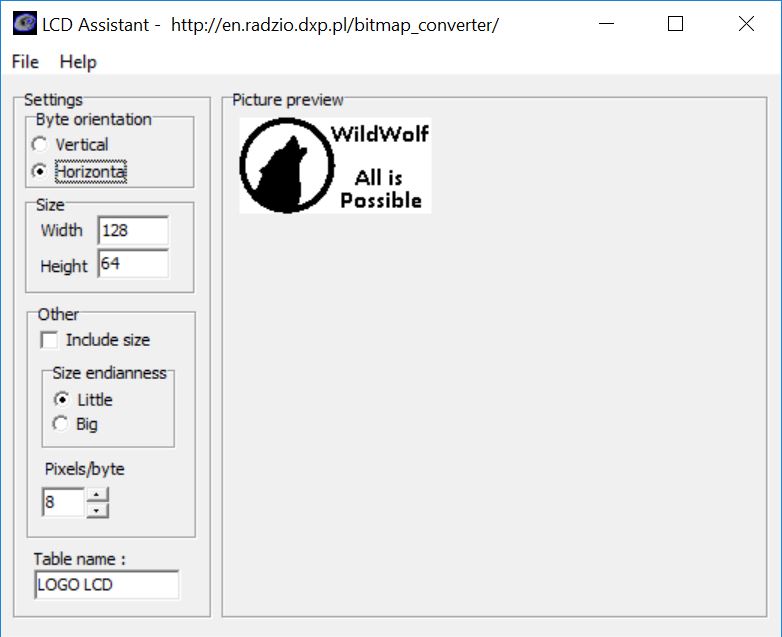 LCD Assistant -  http://en.radzio.dxp.pl/bitmap_converter/
File Help
Settings
Byte orientation
Vertical
Horizonta
Size
Width 128
Height 64
Other
Include size
Size endianness
Little
Big
Pixels/byte
8
Table name :
LOGO LCD
Picture preview
WildWolf
All is
Possible